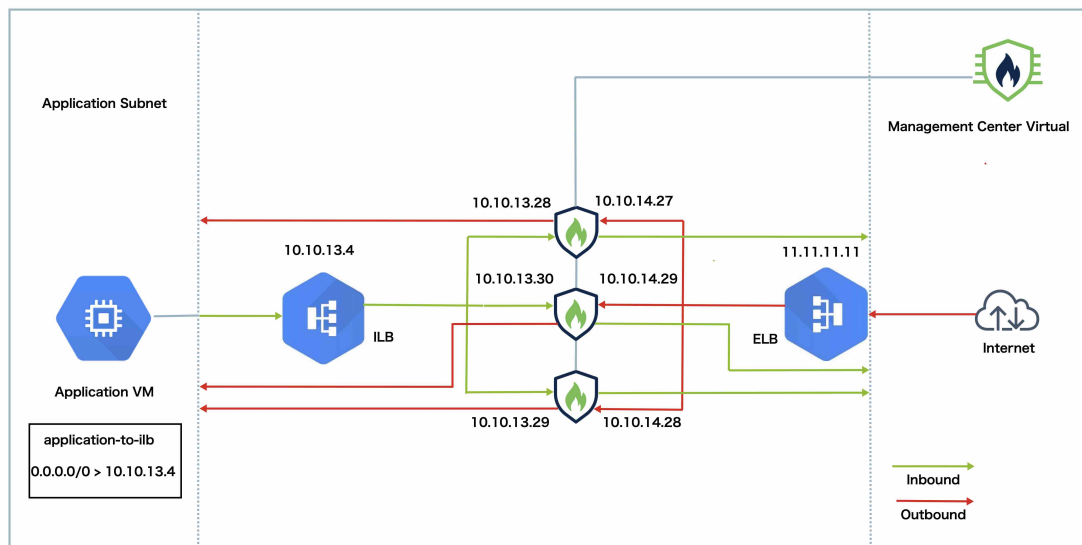 Application Subnet
Management Center Virtual
10.10.13.28
10.10.14.27
10.10.13.4
11.11.11.11
10.10.13.30
10.10.14.29
ILB
ELB
Internet
Application VM
10.10.13.29
10.10.14.28
application-to-ilb
0.0.0.0/0 > 10.10.13.4
Inbound
Outbound